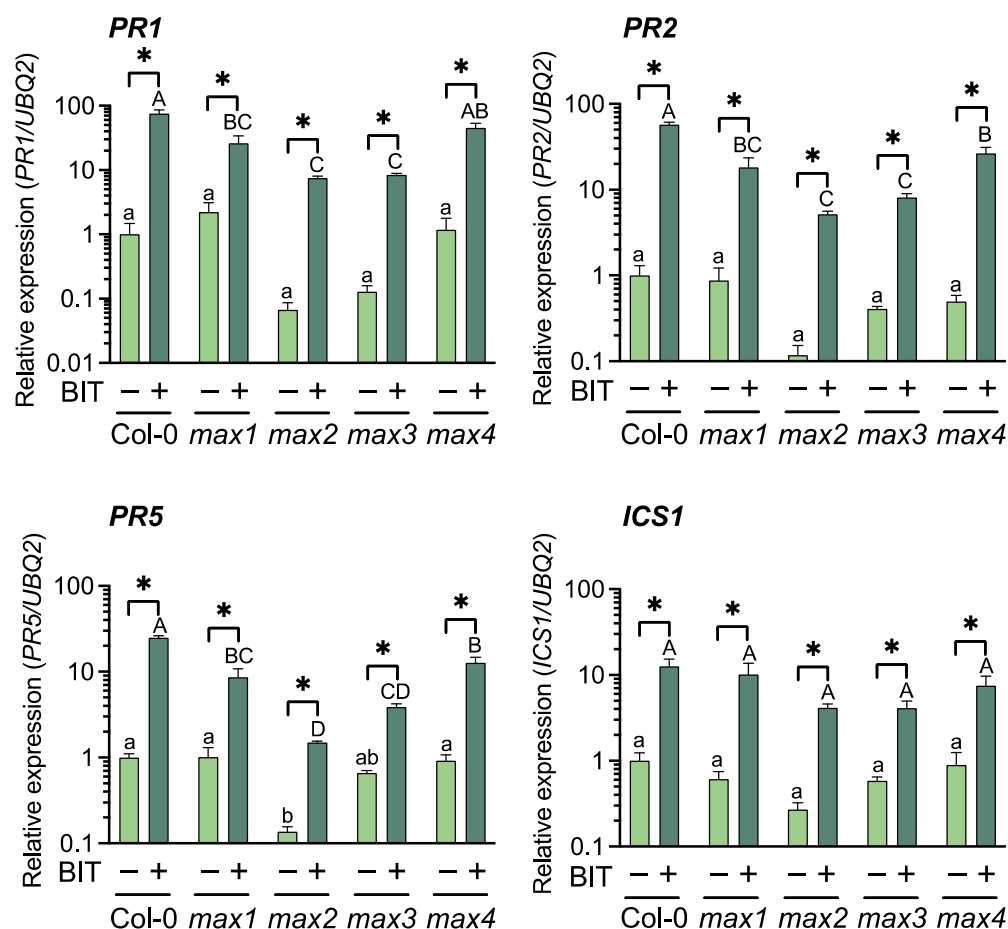 PR1
Relative expression (PR1/UBQ2)
100
10
1
0.1
0.01
* * * * *
a A a BC a C a C a AB
BIT − + − + − + − + − +
Col-0 max1 max2 max3 max4
PR2
Relative expression (PR2/UBQ2)
100
10
1
0.1
* * * * *
a A a BC a C a C a B
− + − + − + − + − +
BIT
Col-0 max1 max2 max3 max4
PR5
Relative expression (PR5/UBQ2)
100
10
1
0.1
* * * * *
a A a BC b D ab CD a B
BIT − + − + − + − + − +
Col-0 max1 max2 max3 max4
ICS1
Relative expression (ICS1/UBQ2)
100
10
1
0.1
* * * * *
a A a A a A a A a A
BIT − + − + − + − + − +
Col-0 max1 max2 max3 max4